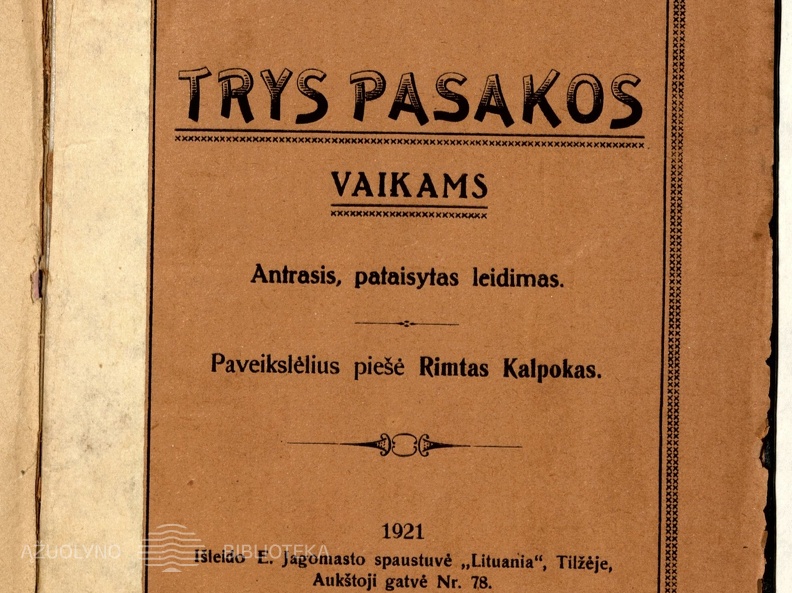 TRYS PASAKOS
VAIKAMS
Antrasis, pataisytas leidimas.
Paveikslėlius piešė Rimtas Kalpokas.
1921
AZUOLYNO BIBLIOTEKA
Išleido E. Jagomasto spaustuvė „Lituania“, Tilžėje,
Aukštoji gatvė Nr. 78.